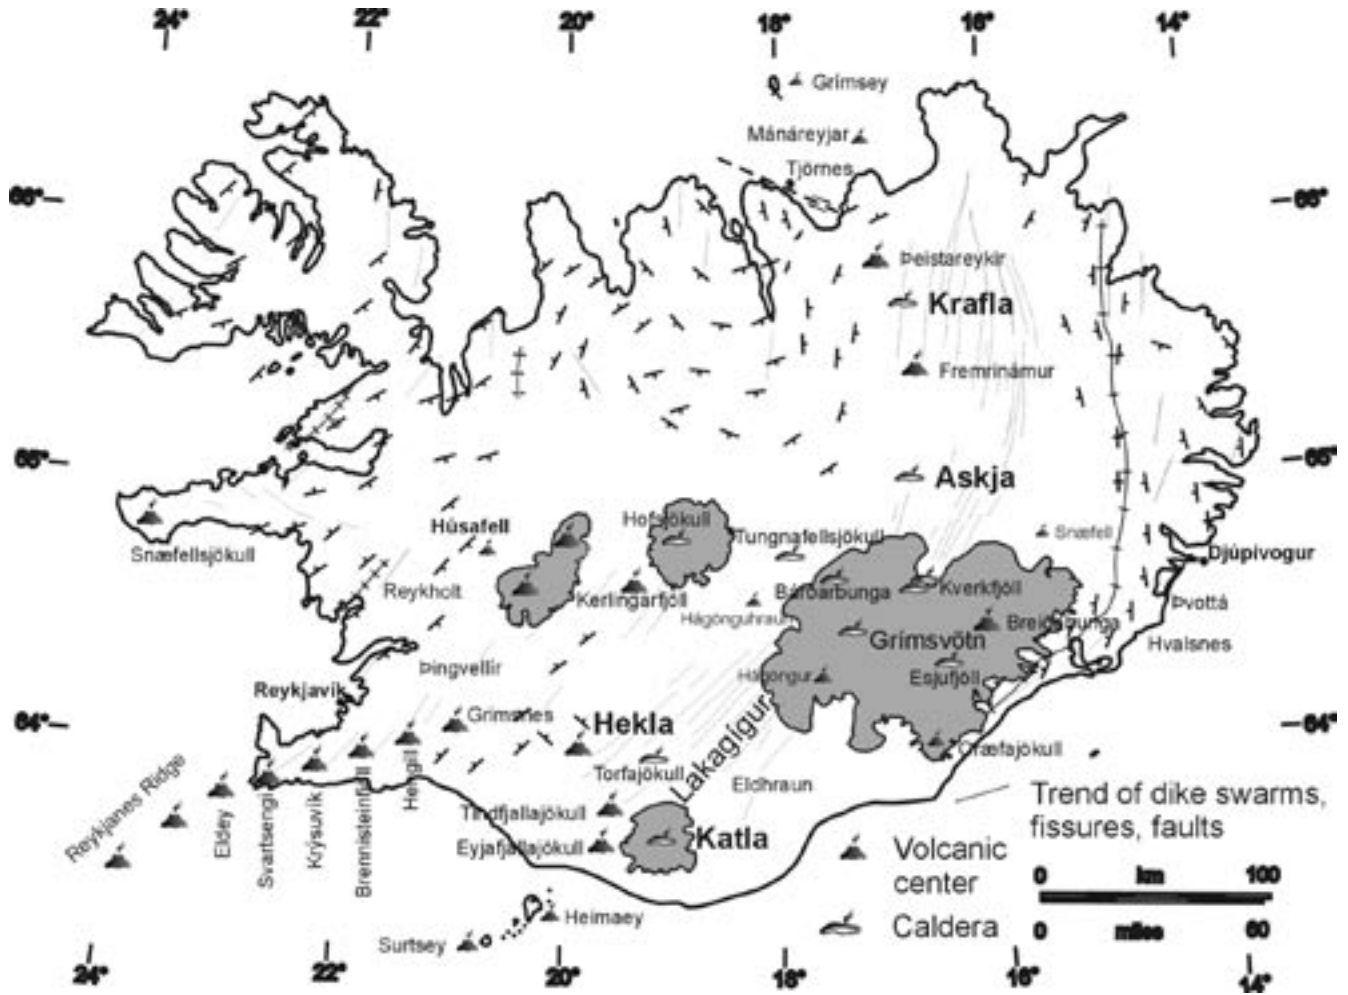 24°
22°
20°
18°
16°
14°
Grímsey
Mánáreyjar
Tjörnes
66°
66°
Þeistareykir
Krafla
Fremrinámur
65°
65°
Askja
Húsafell
Hofsjökull
Tungnafellsjökull
Snæfell
Snæfellsjökull
Djúpivogur
Reykholt
Kerlingarfjöll
Bárðarbunga
Kverkfjöll
Þvottá
Hágönguhraun
Breiðabunga
Grímsvötn
Hvalsnes
Þingvellir
Hágöngur
Esjufjöll
Reykjavík
64°
64°
Grímsnes
Hekla
Lakagígur
Öræfajökull
Torfajökull
Eldhraun
Reykjanes Ridge
Eldey
Svartsengi
Krýsuvík
Brennisteinfjöll
Hengill
Tindfjallajökull
Eyjafjallajökull
Katla
Trend of dike swarms,
fissures, faults
Volcanic
center
Caldera
0 km 100
0 miles 60
Heimaey
Surtsey
24°
22°
20°
18°
16°
14°